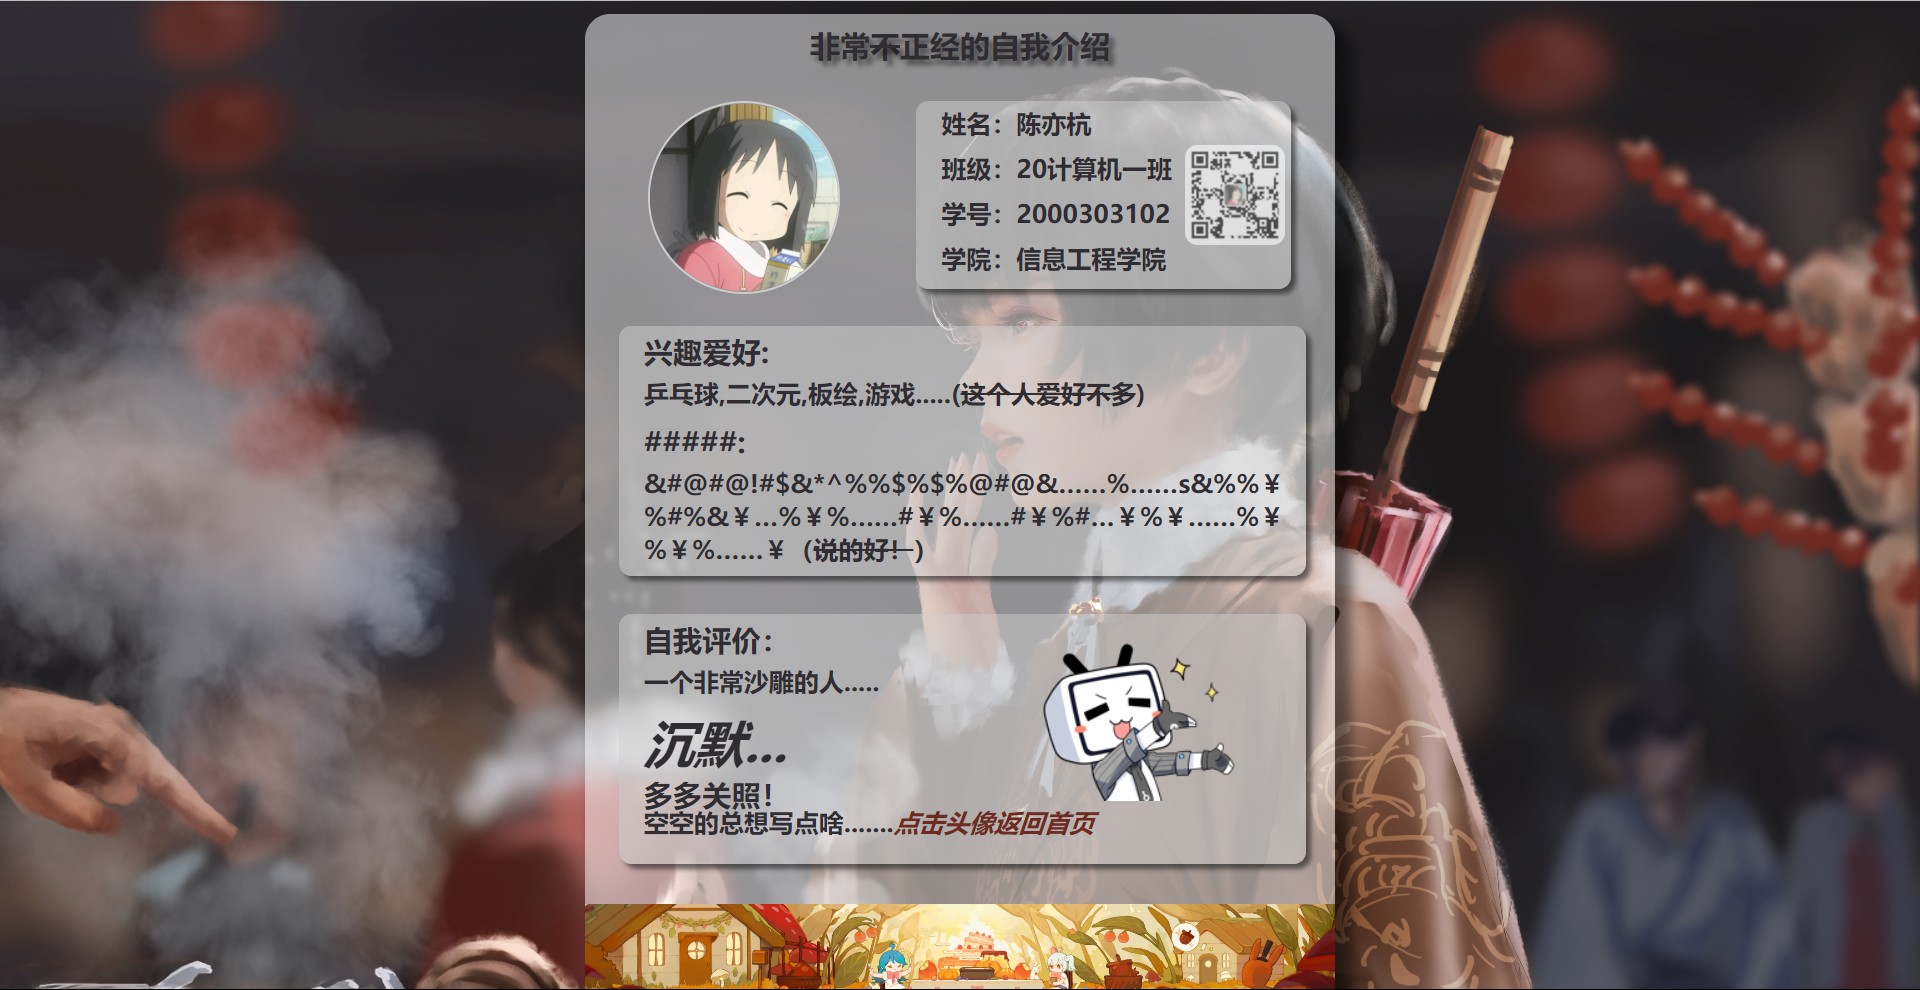 非常不正经的自我介绍
姓名：陈亦杭
班级：20计算机一班
学号：2000303102
学院：信息工程学院
兴趣爱好:
乒乓球,二次元,板绘,游戏.....(这个人爱好不多)
#####:
&#@#@!#$&*^%%$%$%@#@&......%......s&%%￥
%#%&￥...%￥%......#￥%......#￥%#...￥%￥......%￥
%￥%......￥（说的好！）
自我评价：
一个非常沙雕的人.....
沉默...
多多关照！
空空的总想写点啥.......点击头像返回首页